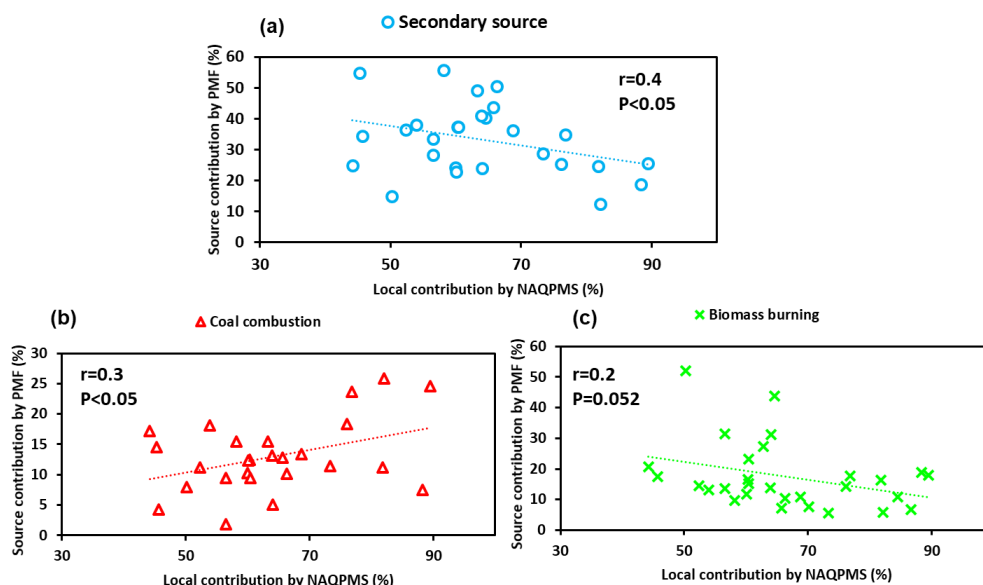 (a)
Secondary source
60
50
40
30
20
10
0
30
50
70
90
r=0.4
P<0.05
Source contribution by PMF (%)
Local contribution by NAQPMS (%)
(b)
Coal combustion
30
25
20
15
10
5
0
30
50
70
90
r=0.3
P<0.05
Source contribution by PMF (%)
Local contribution by NAQPMS (%)
(c)
Biomass burning
60
50
40
30
20
10
0
30
50
70
90
r=0.2
P=0.052
Source contribution by PMF (%)
Local contribution by NAQPMS (%)